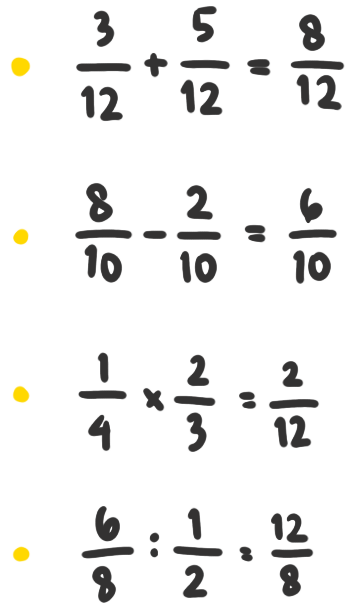 3/12 + 5/12 = 8/12
8/10 - 2/10 = 6/10
1/4 × 2/3 = 2/12
6/8 : 1/2 = 12/8